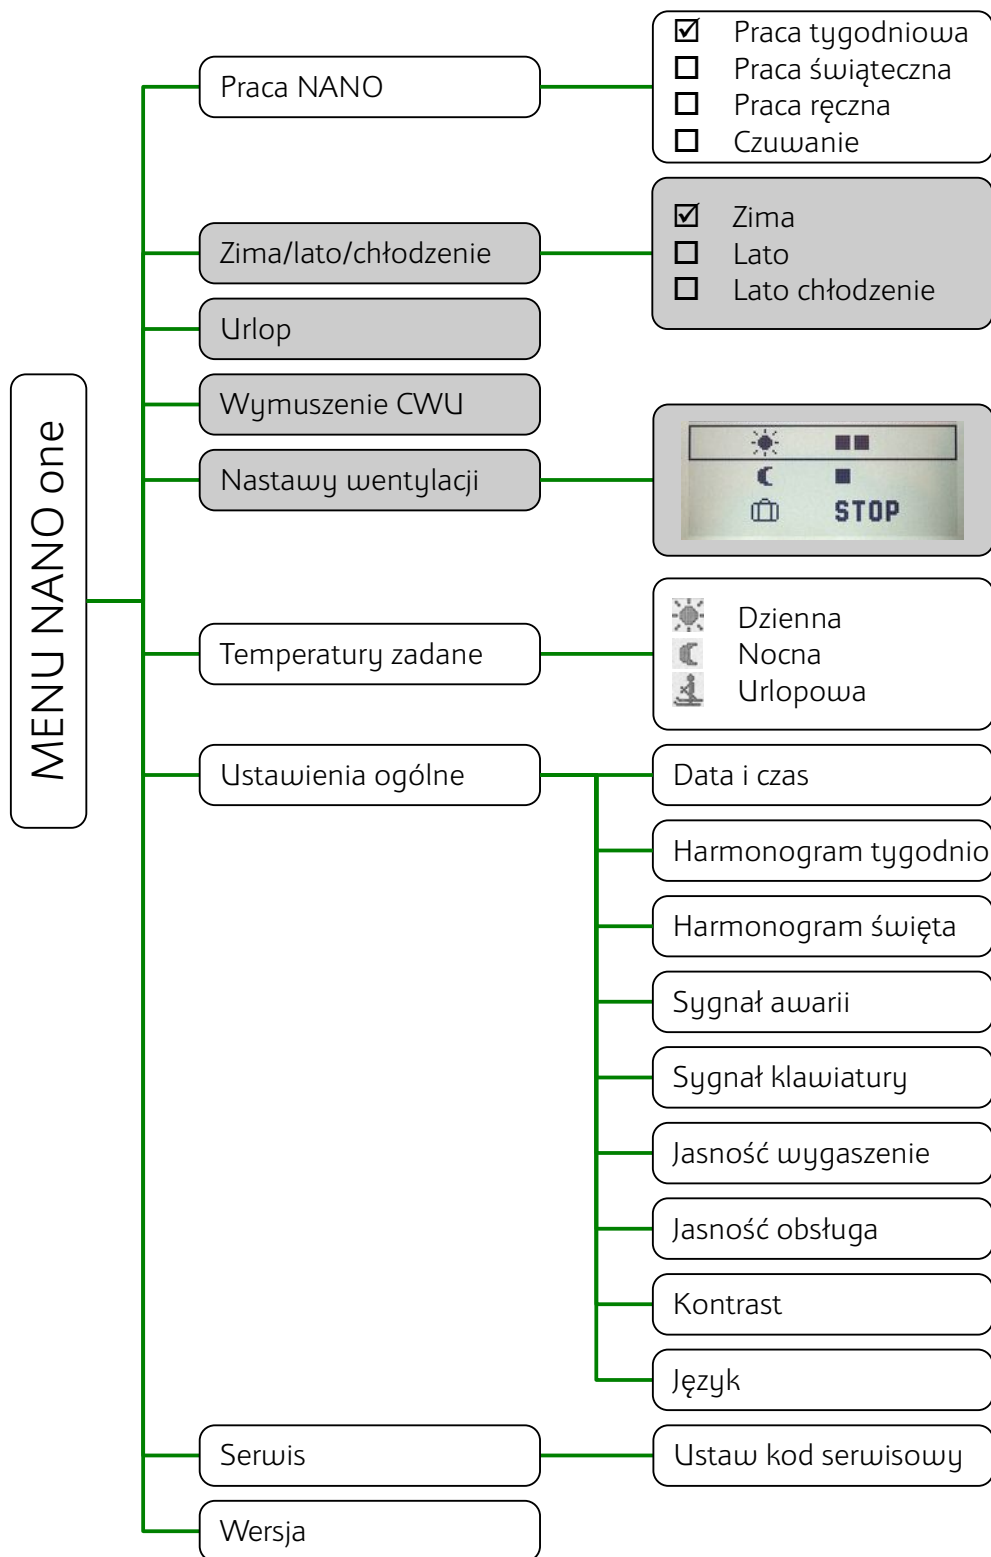 MENU NANO one
Praca NANO
Praca tygodniowa
Praca świąteczna
Praca ręczna
Czuwanie
Zima/lato/chłodzenie
Zima
Lato
Lato chłodzenie
Urlop
Wymuszenie CWU
Nastawy wentylacji
STOP
Temperatury zadane
Dzienna
Nocna
Urlopowa
Ustawienia ogólne
Data i czas
Harmonogram tygodnio
Harmonogram święta
Sygnał awarii
Sygnał klawiatury
Jasność wygaszenie
Jasność obsługa
Kontrast
Język
Serwis
Ustaw kod serwisowy
Wersja